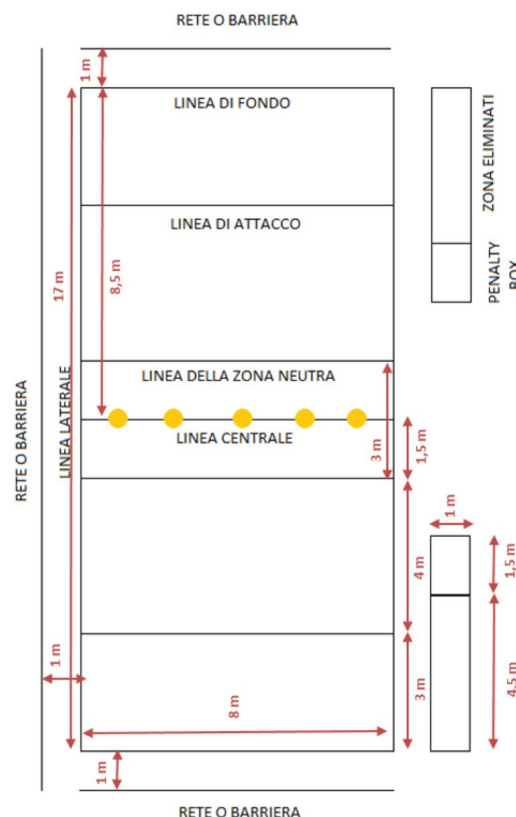 RETE O BARRIERA
1 m
LINEA DI FONDO
ZONA ELIMINATI
LINEA DI ATTACCO
17 m
8,5 m
PENALTY
BOX
LINEA DELLA ZONA NEUTRA
RETE O BARRIERA
LINEA LATERALE
LINEA CENTRALE
3 m
1,5 m
1 m
1,5 m
4 m
1 m
3 m
4,5 m
8 m
1 m
RETE O BARRIERA